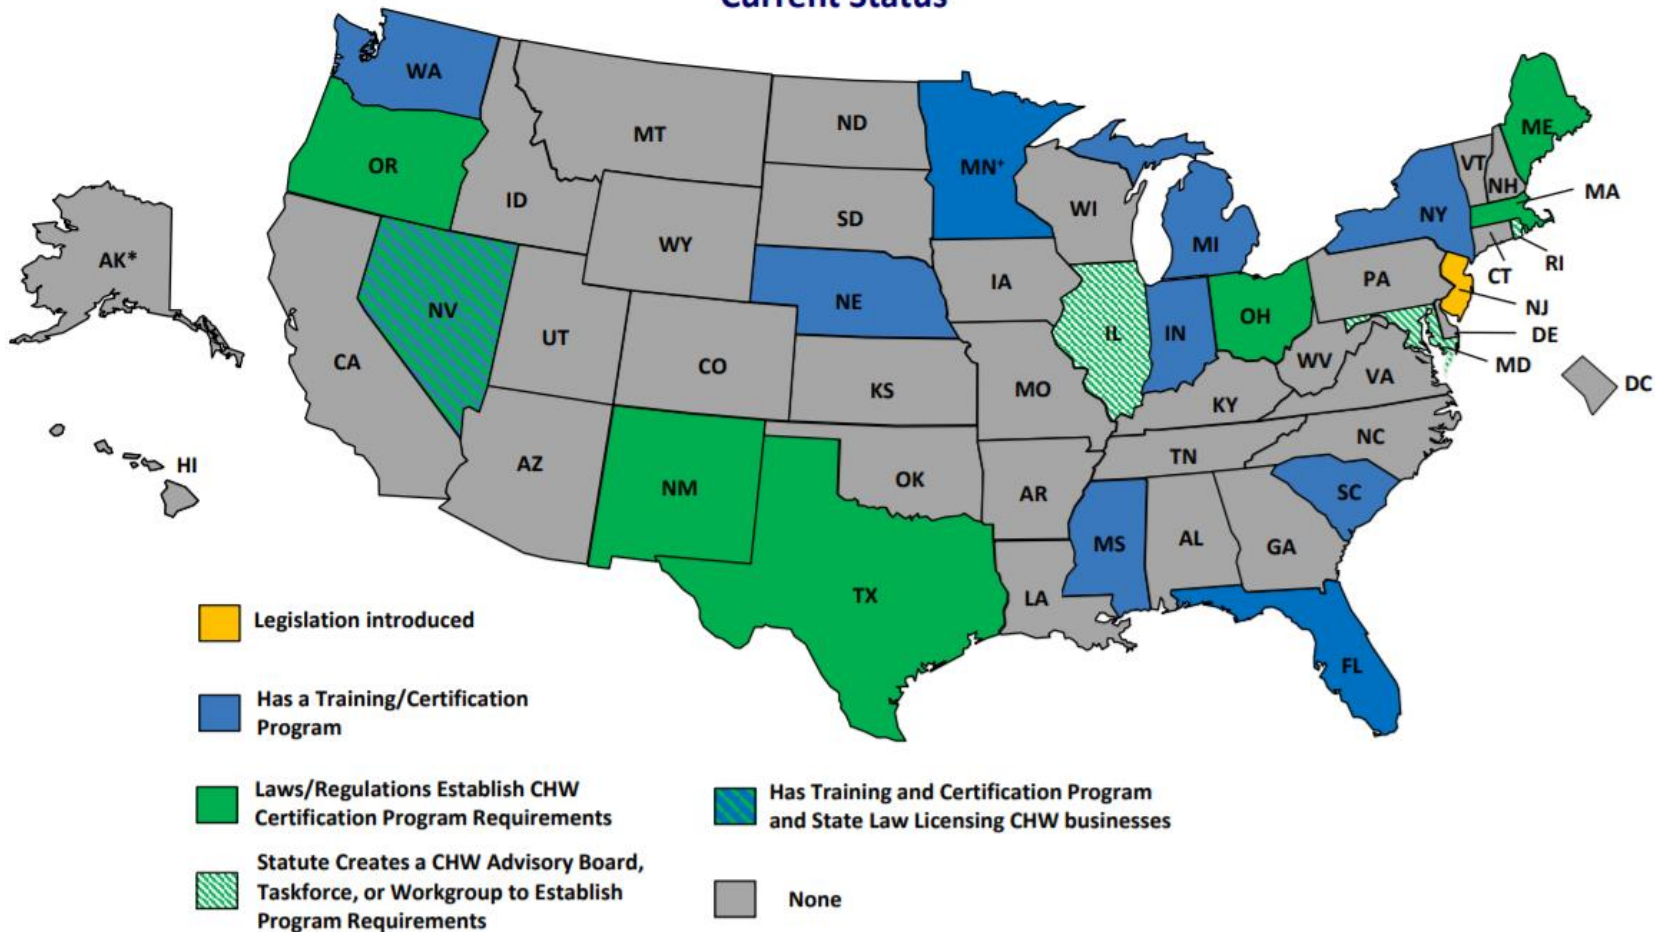 Current Status
WA
MT
ND
MN+
ME
OR
ID
SD
WI
VT
NH
MA
NY
WY
MI
AK*
IA
PA
CT
RI
NV
NE
NJ
IL
IN
OH
DE
UT
MD
CA
CO
KS
MO
WV
VA
DC
KY
NC
HI
AZ
NM
OK
AR
TN
SC
MS
AL
GA
TX
LA
FL
Legislation introduced
Has a Training/Certification
Program
Laws/Regulations Establish CHW
Certification Program Requirements
Statute Creates a CHW Advisory Board,
Taskforce, or Workgroup to Establish
Program Requirements
Has Training and Certification Program
and State Law Licensing CHW businesses
None